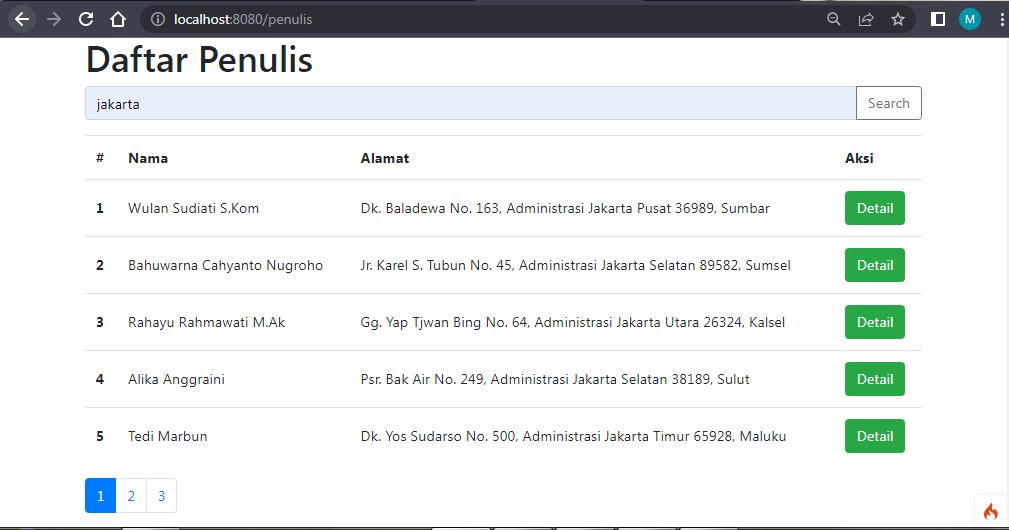 localhost:8080/penulis
M
Daftar Penulis
jakarta Search
# Nama Alamat Aksi
1 Wulan Sudiati S.Kom Dk. Baladewa No. 163, Administrasi Jakarta Pusat 36989, Sumbar Detail
2 Bahuwarna Cahyanto Nugroho Jr. Karel S. Tubun No. 45, Administrasi Jakarta Selatan 89582, Sumsel Detail
3 Rahayu Rahmawati M.Ak Gg. Yap Tjwan Bing No. 64, Administrasi Jakarta Utara 26324, Kalsel Detail
4 Alika Anggraini Psr. Bak Air No. 249, Administrasi Jakarta Selatan 38189, Sulut Detail
5 Tedi Marbun Dk. Yos Sudarso No. 500, Administrasi Jakarta Timur 65928, Maluku Detail
1 2 3